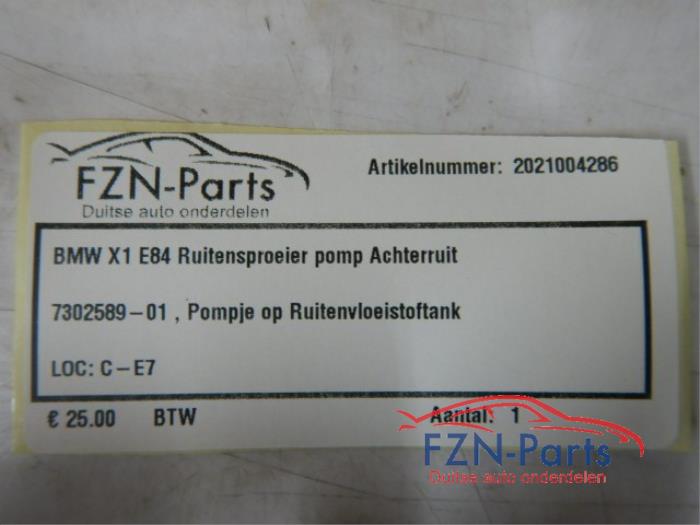 FZN-Parts
Duitse auto onderdelen
Artikelnummer: 2021004286
BMW X1 E84 Ruitensproeier pomp Achterruit
7302589-01 , Pompje op Ruitenvloeistoftank
LOC: C-E7
€ 25.00 BTW Aantal: 1
FZN-Parts
Duitse auto onderdelen